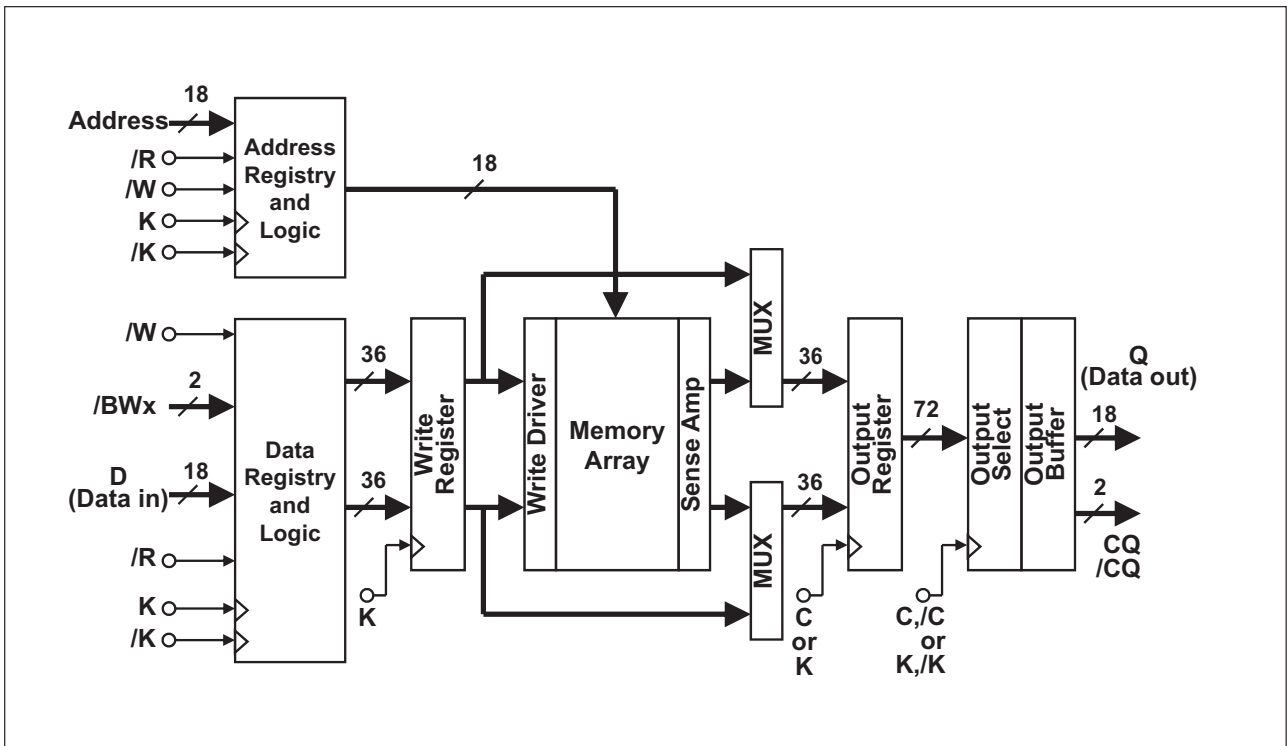 18
Address
/R
/W
K
/K
Address
Registry
and
Logic
18
/W
2
/BWx
D
(Data in)
18
/R
K
/K
Data
Registry
and
Logic
36
36
Write
Register
K
Write Driver
Memory
Array
Sense Amp
MUX
MUX
36
36
Output
Register
C
or
K
72
Output
Select
Output
Buffer
C,/C
or
K,/K
Q
(Data out)
18
2
CQ
/CQ